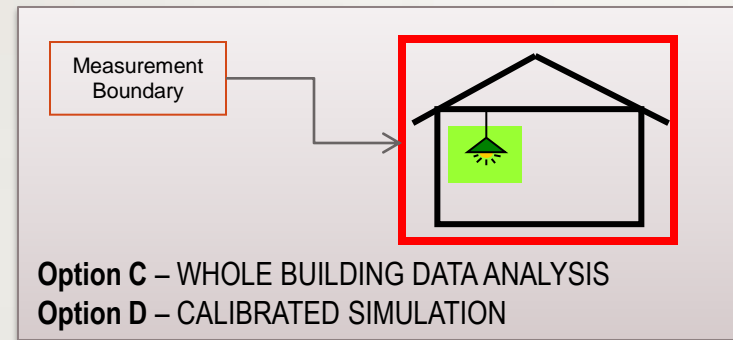 Measurement
Boundary
Option C – WHOLE BUILDING DATA ANALYSIS
Option D – CALIBRATED SIMULATION